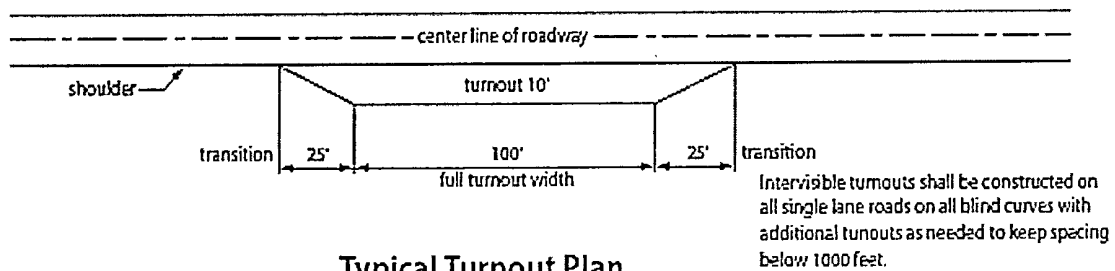 center line of roadway
shoulder
turnout 10'
transition
25'
100'
25'
transition
full turnout width
Intervisible turnouts shall be constructed on
all single lane roads on all blind curves with
additional tunouts as needed to keep spacing
below 1000 feet.
Typical Turnout Plan